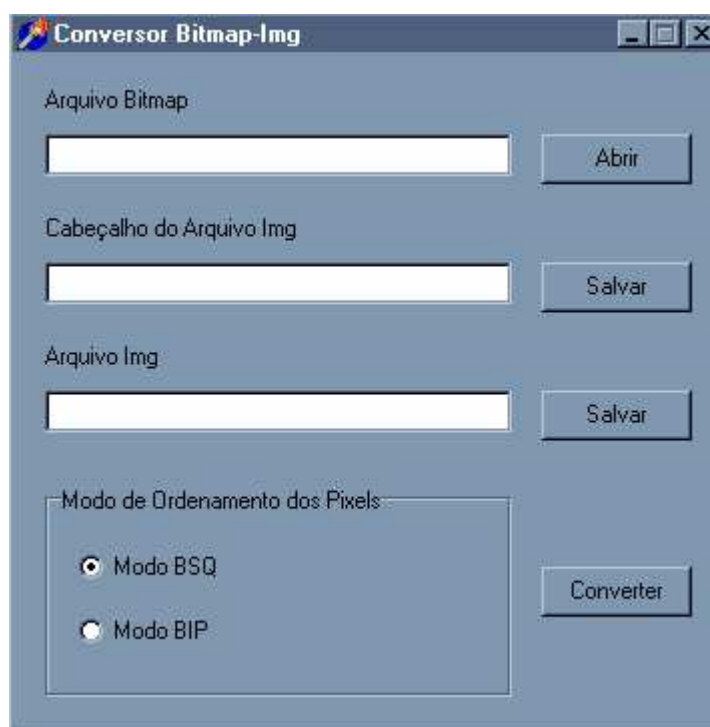 Conversor Bitmap-Img
Arquivo Bitmap
Abrir
Cabeçalho do Arquivo Img
Salvar
Arquivo Img
Salvar
Modo de Ordenamento dos Pixels
Modo BSQ
Modo BIP
Converter